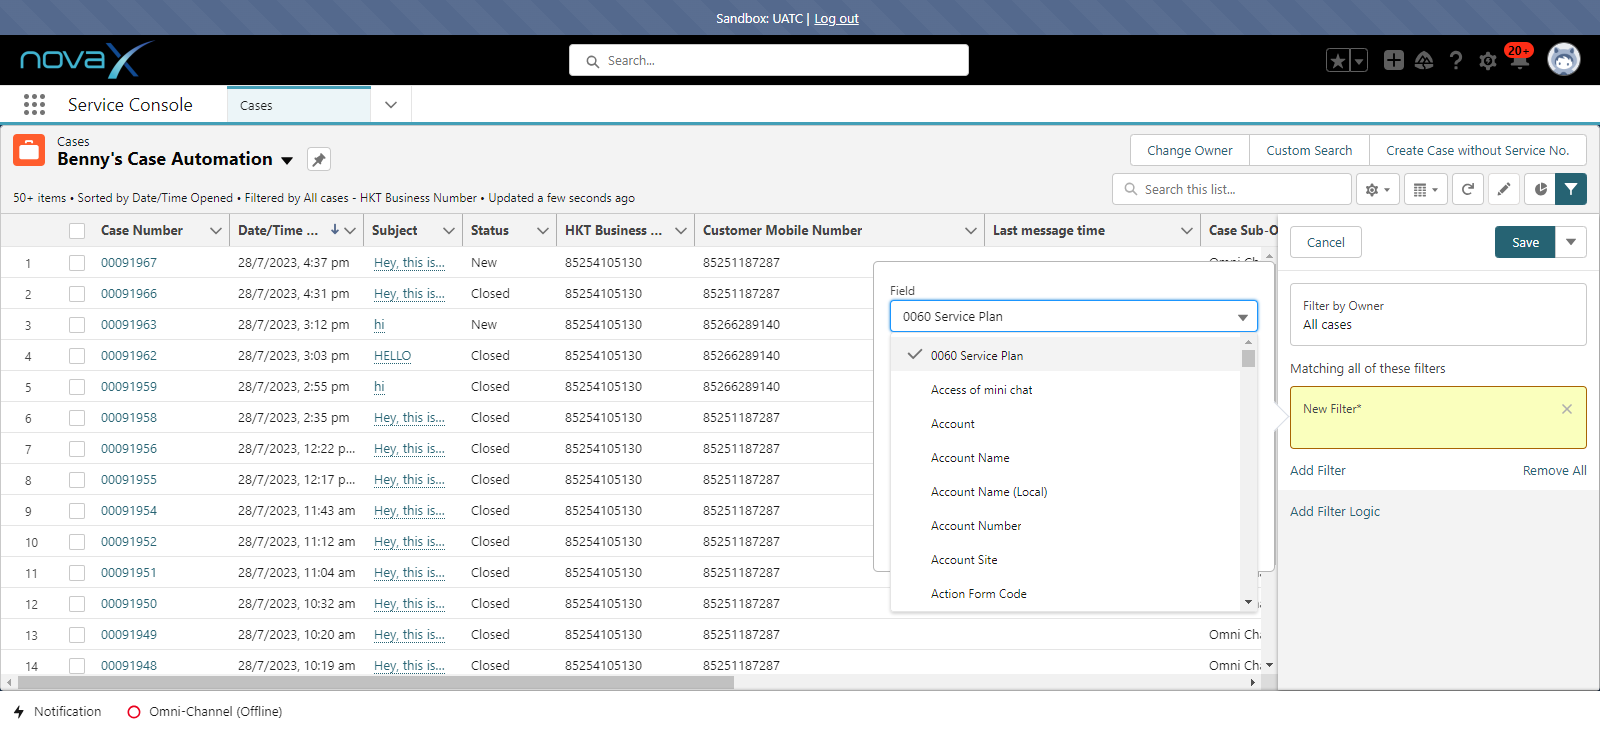 Sandbox: UATC | Log out
novaX
Search...
20+
Service Console
Cases
Cases
Benny's Case Automation
Change Owner
Custom Search
Create Case without Service No.
50+ items • Sorted by Date/Time Opened • Filtered by All cases - HKT Business Number • Updated a few seconds ago
Search this list...
Case Number Date/Time ... Subject Status HKT Business ... Customer Mobile Number Last message time Case Sub-O
1 00091967 28/7/2023, 4:37 pm Hey, this is... New 85254105130 85251187287
2 00091966 28/7/2023, 4:31 pm Hey, this is... Closed 85254105130 85251187287
3 00091963 28/7/2023, 3:12 pm hi New 85254105130 85266289140
4 00091962 28/7/2023, 3:03 pm HELLO Closed 85254105130 85266289140
5 00091959 28/7/2023, 2:55 pm hi Closed 85254105130 85266289140
6 00091958 28/7/2023, 2:35 pm Hey, this is... Closed 85254105130 85251187287
7 00091956 28/7/2023, 12:22 p... Hey, this is... Closed 85254105130 85251187287
8 00091955 28/7/2023, 12:17 p... Hey, this is... Closed 85254105130 85251187287
9 00091954 28/7/2023, 11:43 am Hey, this is... Closed 85254105130 85251187287
10 00091952 28/7/2023, 11:12 am Hey, this is... Closed 85254105130 85251187287
11 00091951 28/7/2023, 11:04 am Hey, this is... Closed 85254105130 85251187287
12 00091950 28/7/2023, 10:32 am Hey, this is... Closed 85254105130 85251187287
13 00091949 28/7/2023, 10:20 am Hey, this is... Closed 85254105130 85251187287 Omni Ch
14 00091948 28/7/2023, 10:19 am Hey, this is... Closed 85254105130 85251187287 Omni Ch
Field
0060 Service Plan
0060 Service Plan
Access of mini chat
Account
Account Name
Account Name (Local)
Account Number
Account Site
Action Form Code
Cancel
Save
Filter by Owner
All cases
Matching all of these filters
New Filter*
Add Filter
Remove All
Add Filter Logic
Notification
Omni-Channel (Offline)